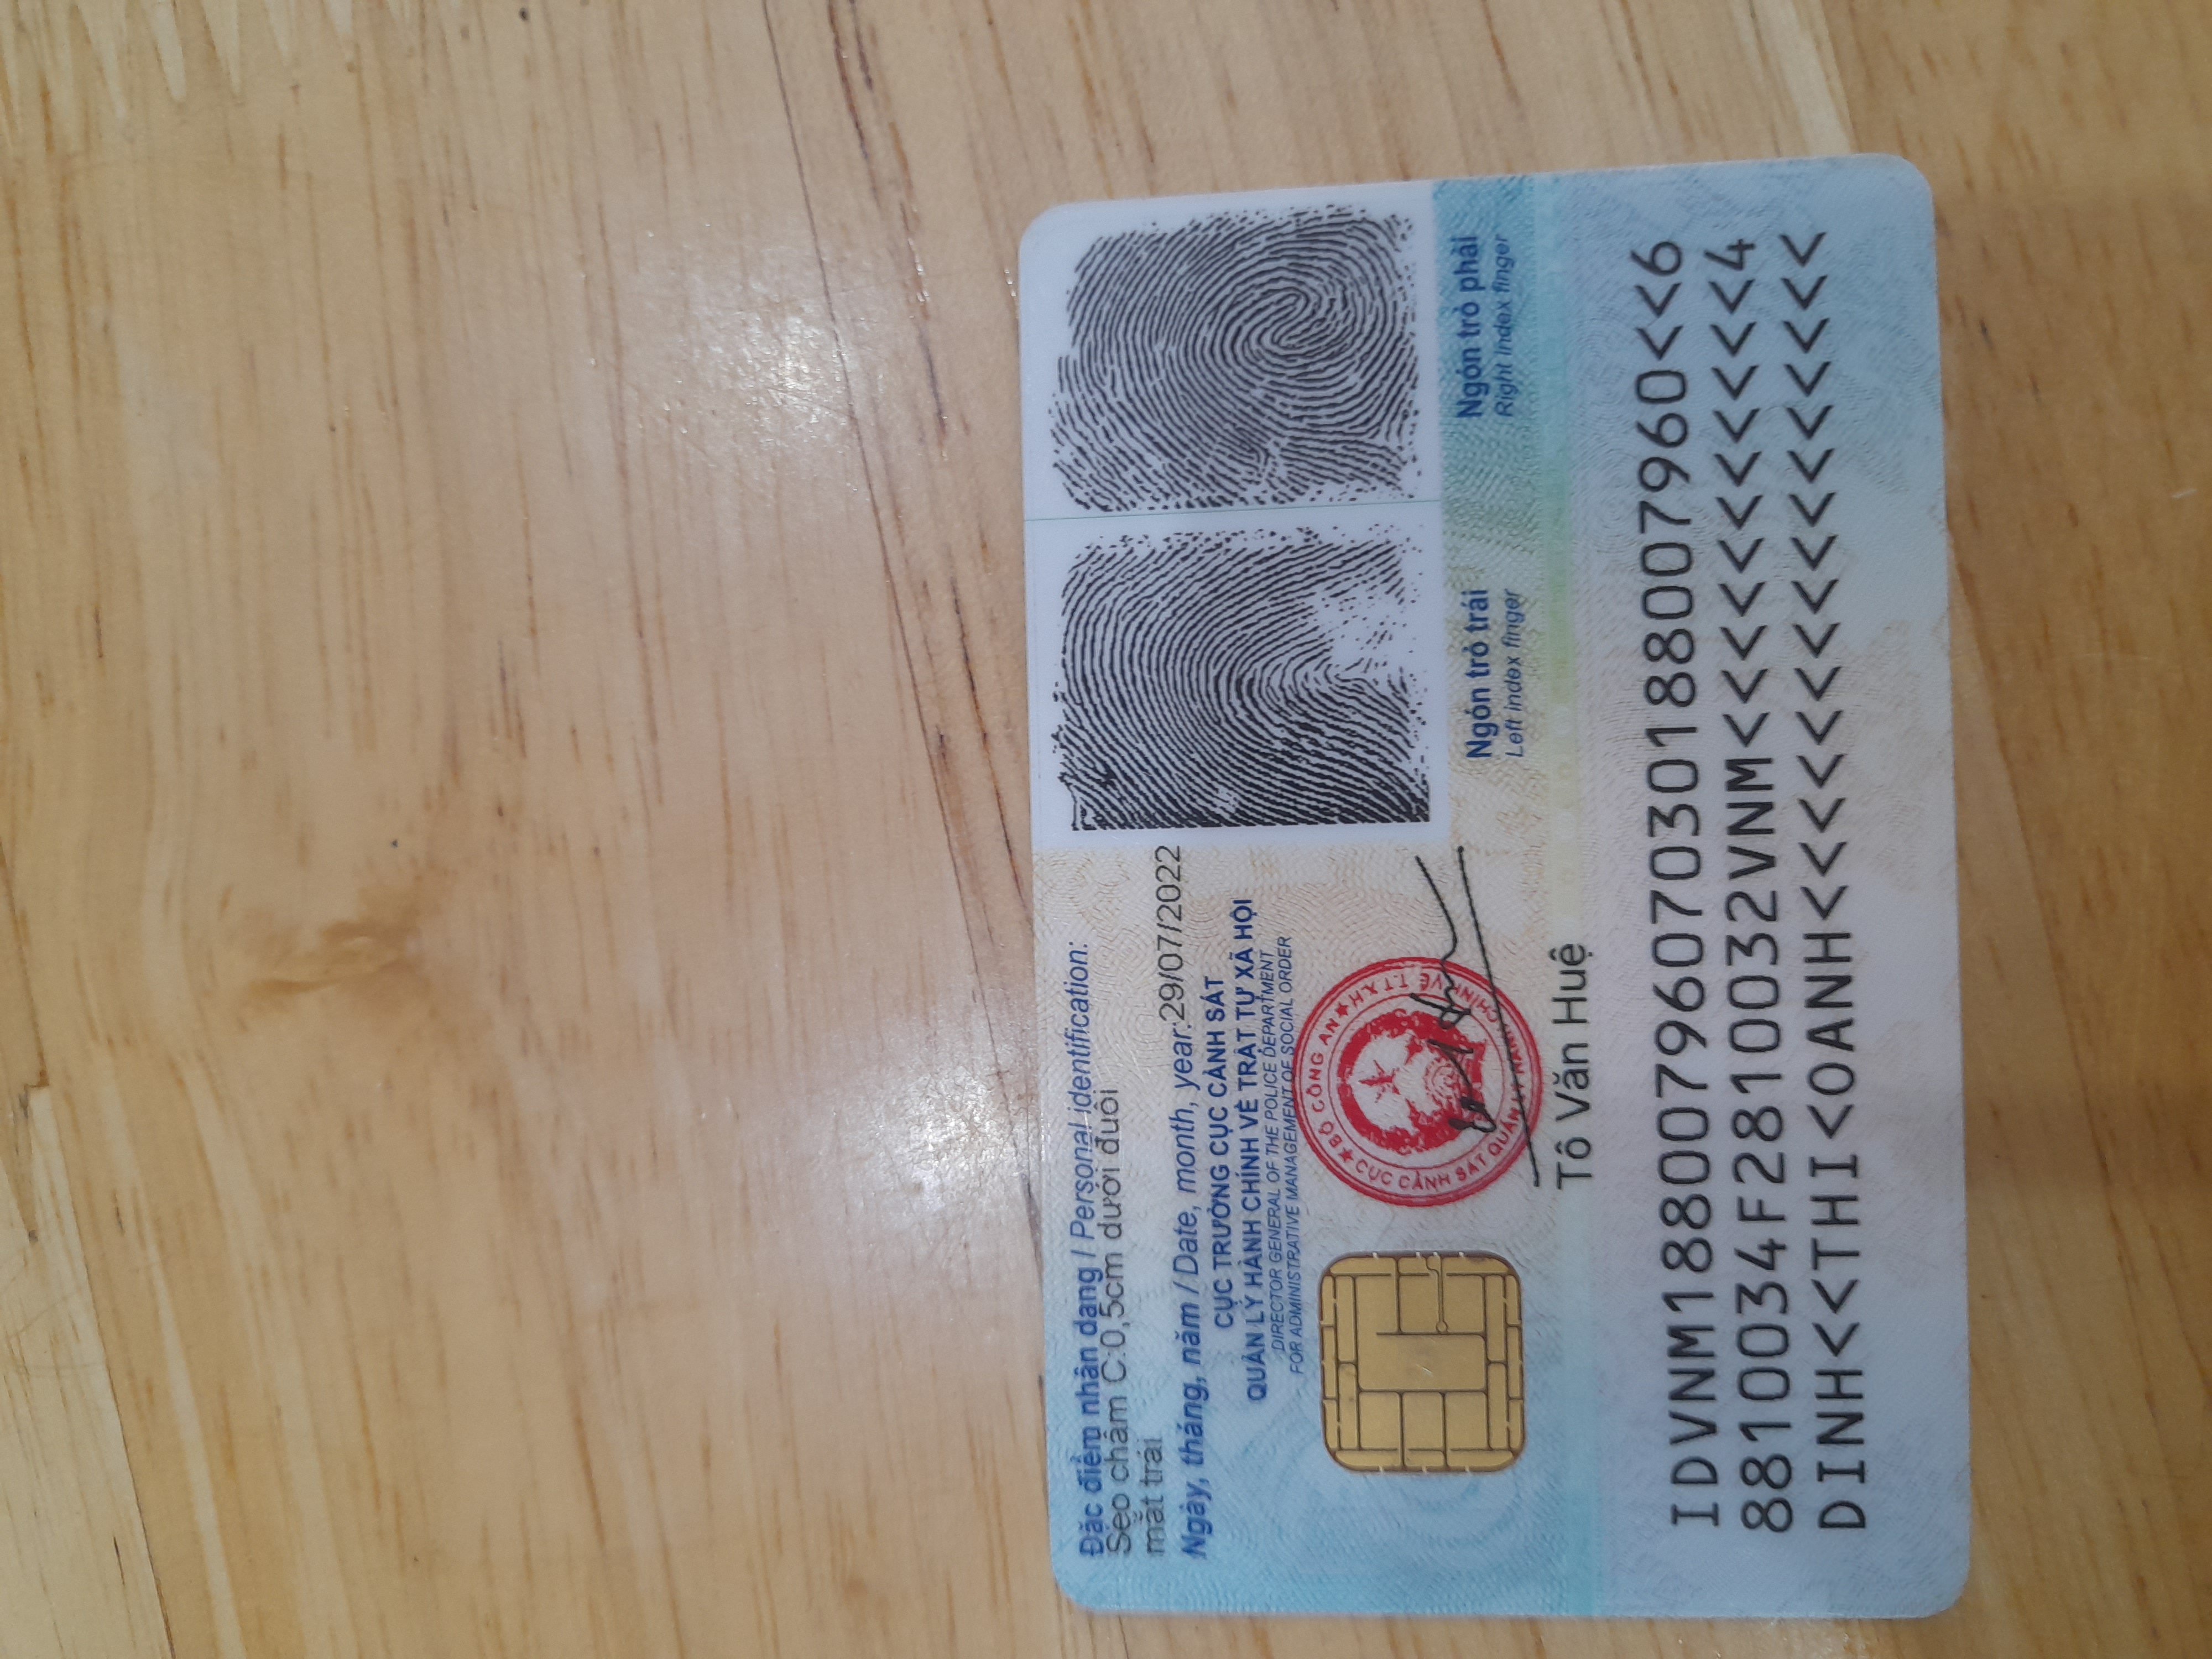 Đặc điểm nhân dạng / Personal identification:
Sẹo chấm C:0,5cm dưới đuôi
mắt trái
Ngày, tháng, năm / Date, month, year:29/07/2022
CỤC TRƯỞNG CỤC CẢNH SÁT
QUẢN LÝ HÀNH CHÍNH VỀ TRẬT TỰ XÃ HỘI
DIRECTOR GENERAL OF THE POLICE DEPARTMENT
FOR ADMINISTRATIVE MANAGEMENT OF SOCIAL ORDER
BỘ CÔNG AN
CỤC CẢNH SÁT QUẢN LÝ HÀNH CHÍNH VỀ TTXH
Tô Văn Huệ
Ngón trỏ trái
Left index finger
Ngón trỏ phải
Right index finger
IDVNM1880079607030188007960<<6
8810034F2810032VNM<<<<<<<<<<<4
DINH<<THI<OANH<<<<<<<<<<<<<<<<